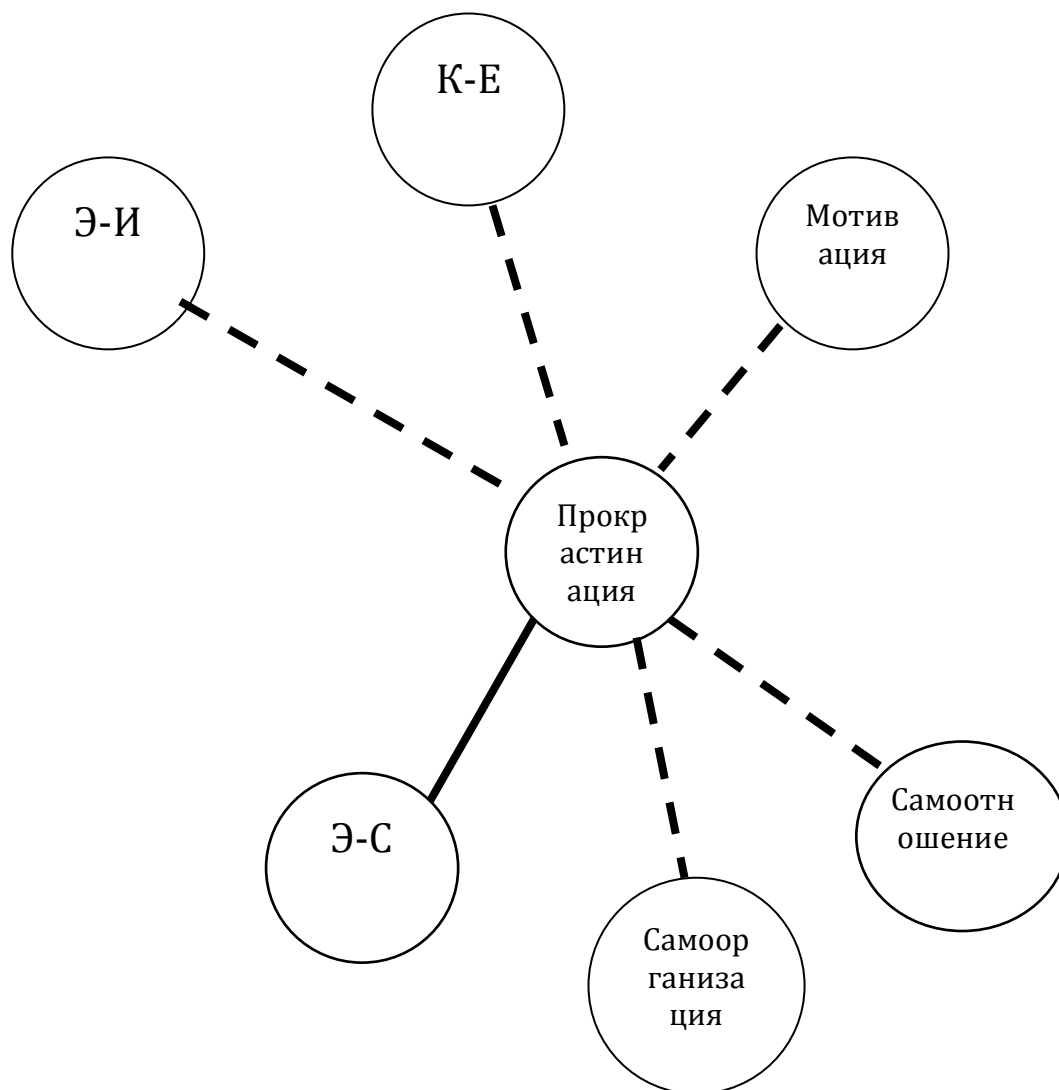 К-Е
Э-И
Мотив
ация
Прокр
астин
ация
Э-С
Самоотн
ошение
Самоор
ганиза
ция